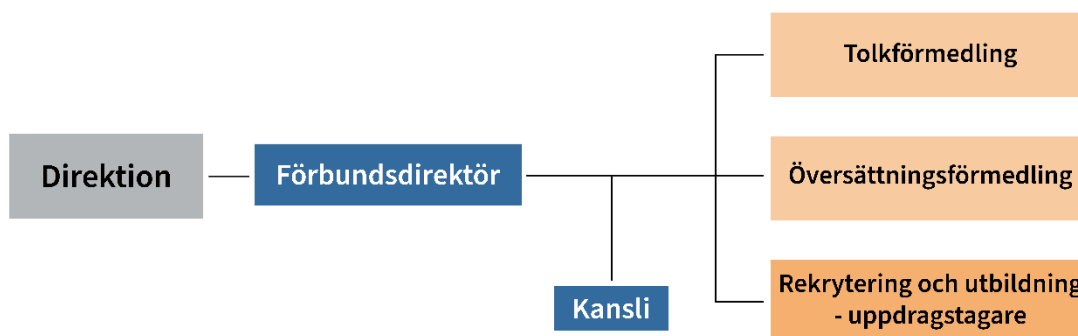 Direktion
Förbundsdirektör
Kansli
Tolkförmedling
Översättningsförmedling
Rekrytering och utbildning
- uppdragstagare